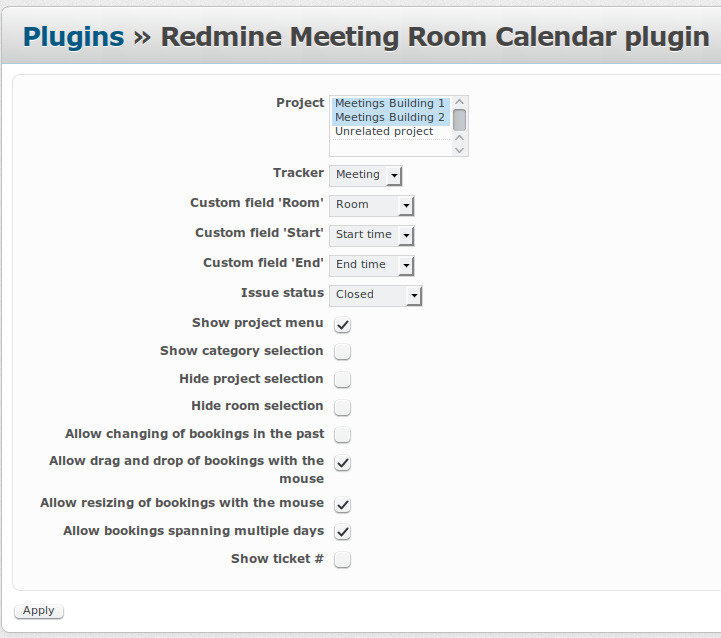 Plugins » Redmine Meeting Room Calendar plugin
Project
Meetings Building 1
Meetings Building 2
Unrelated project
Tracker Meeting
Custom field 'Room' Room
Custom field 'Start' Start time
Custom field 'End' End time
Issue status Closed
Show project menu
Show category selection
Hide project selection
Hide room selection
Allow changing of bookings in the past
Allow drag and drop of bookings with the
mouse
Allow resizing of bookings with the mouse
Allow bookings spanning multiple days
Show ticket #
Apply